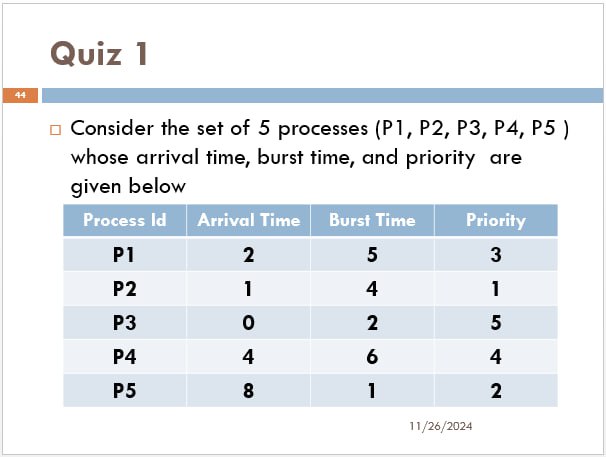 Quiz 1
44
Consider the set of 5 processes (P1, P2, P3, P4, P5 )
whose arrival time, burst time, and priority are
given below
Process Id Arrival Time Burst Time Priority
P1 2 5 3
P2 1 4 1
P3 0 2 5
P4 4 6 4
P5 8 1 2
11/26/2024